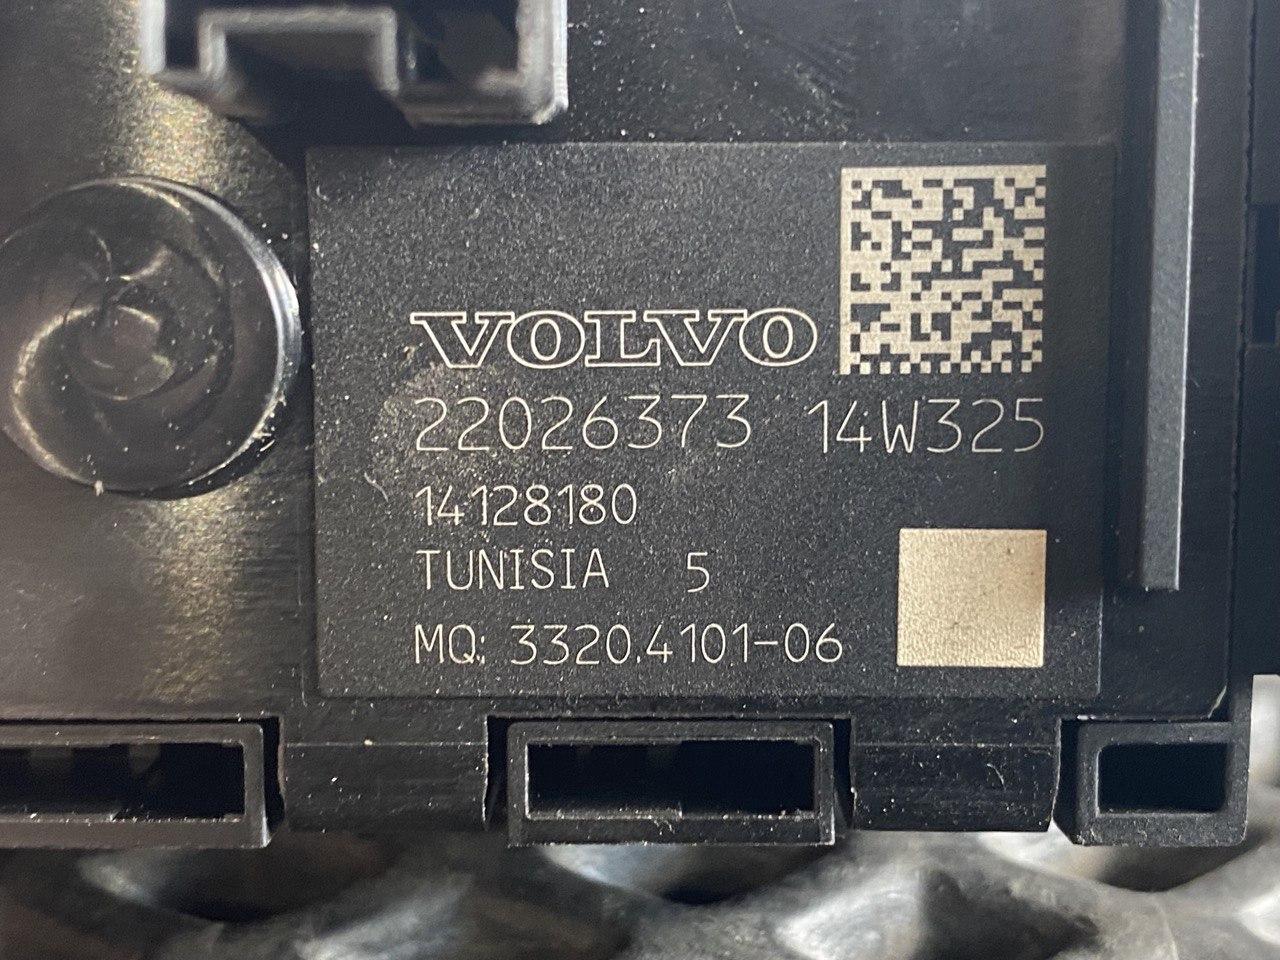 VOLVO
22026373 14W325
14128180
TUNISIA 5
MQ: 3320.4101-06